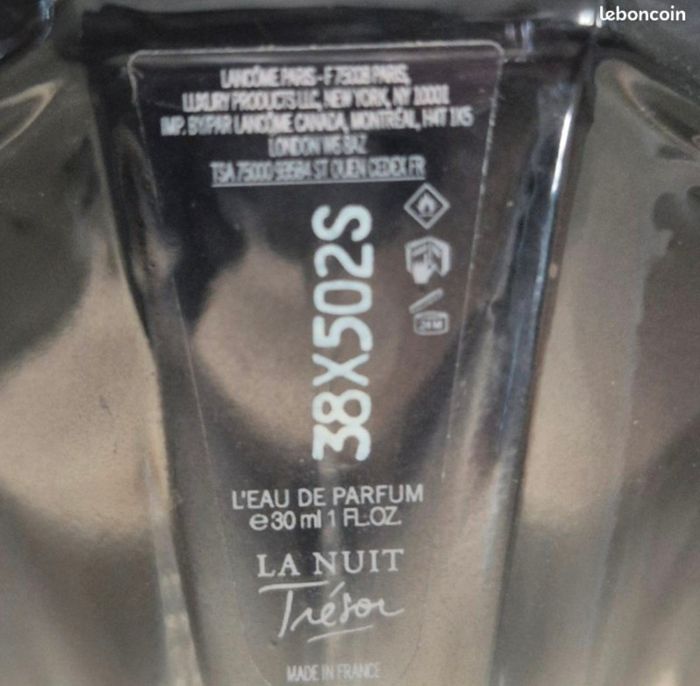 leboncoin
LANCÔME PARIS - F 75008 PARIS,
LUXURY PRODUCTS LLC, NEW YORK, NY 10001
IMP. BY/PAR LANCÔME CANADA, MONTRÉAL, H4T 1K5
LONDON W6 8AZ
TSA 75000 93584 ST OUEN CEDEX FR
38X502S
24M
L'EAU DE PARFUM
e 30 ml 1 FL.OZ.
LA NUIT
Trésor
MADE IN FRANCE